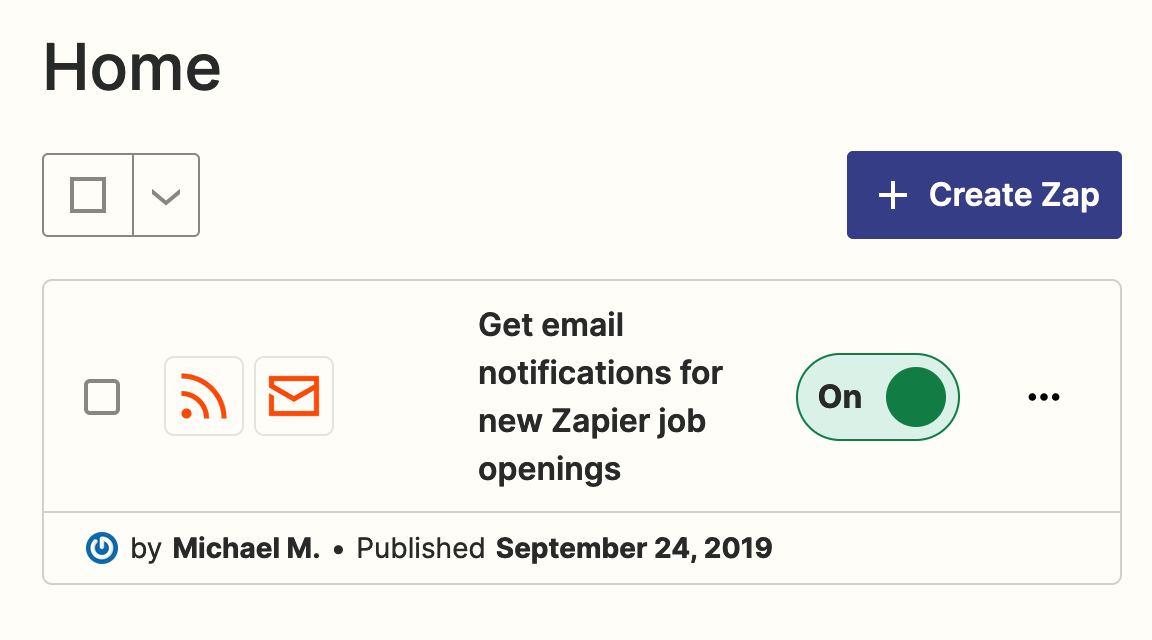 Home
Create Zap
Get email
notifications for
new Zapier job
openings
On
by Michael M. • Published September 24, 2019